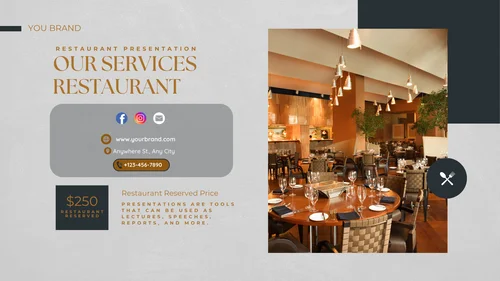 YOU BRAND
RESTAURANT PRESENTATION
OUR SERVICES
RESTAURANT
www.yourbrand.com
Anywhere St., Any City
+123-456-7890
$250
RESTAURANT
RESERVED
Restaurant Reserved Price
PRESENTATIONS ARE TOOLS
THAT CAN BE USED AS
LECTURES, SPEECHES,
REPORTS, AND MORE.